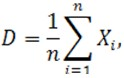 D = \frac{1}{n} \sum_{i=1}^{n} X_i,